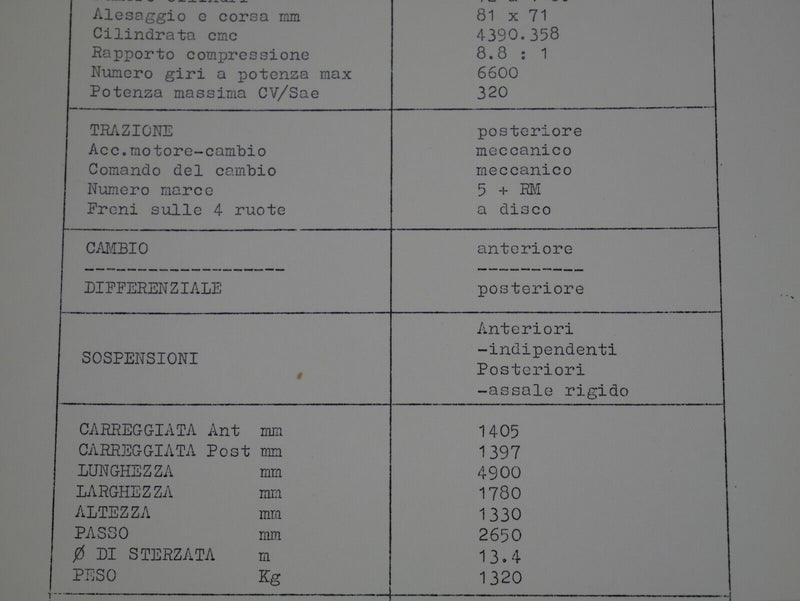 Alesaggio e corsa mm 81 x 71
Cilindrata cmc 4390.358
Rapporto compressione 8.8 : 1
Numero giri a potenza max 6600
Potenza massima CV/Sae 320
TRAZIONE posteriore
Acc.motore-cambio meccanico
Comando del cambio meccanico
Numero marce 5 + RM
Freni sulle 4 ruote a disco
CAMBIO anteriore
DIFFERENZIALE posteriore
Anteriori
-indipendenti
SOSPENSIONI
Posteriori
-assale rigido
CARREGGIATA Ant mm 1405
CARREGGIATA Post mm 1397
LUNGHEZZA mm 4900
LARGHEZZA mm 1780
ALTEZZA mm 1330
PASSO mm 2650
Ø DI STERZATA m 13.4
PESO Kg 1320